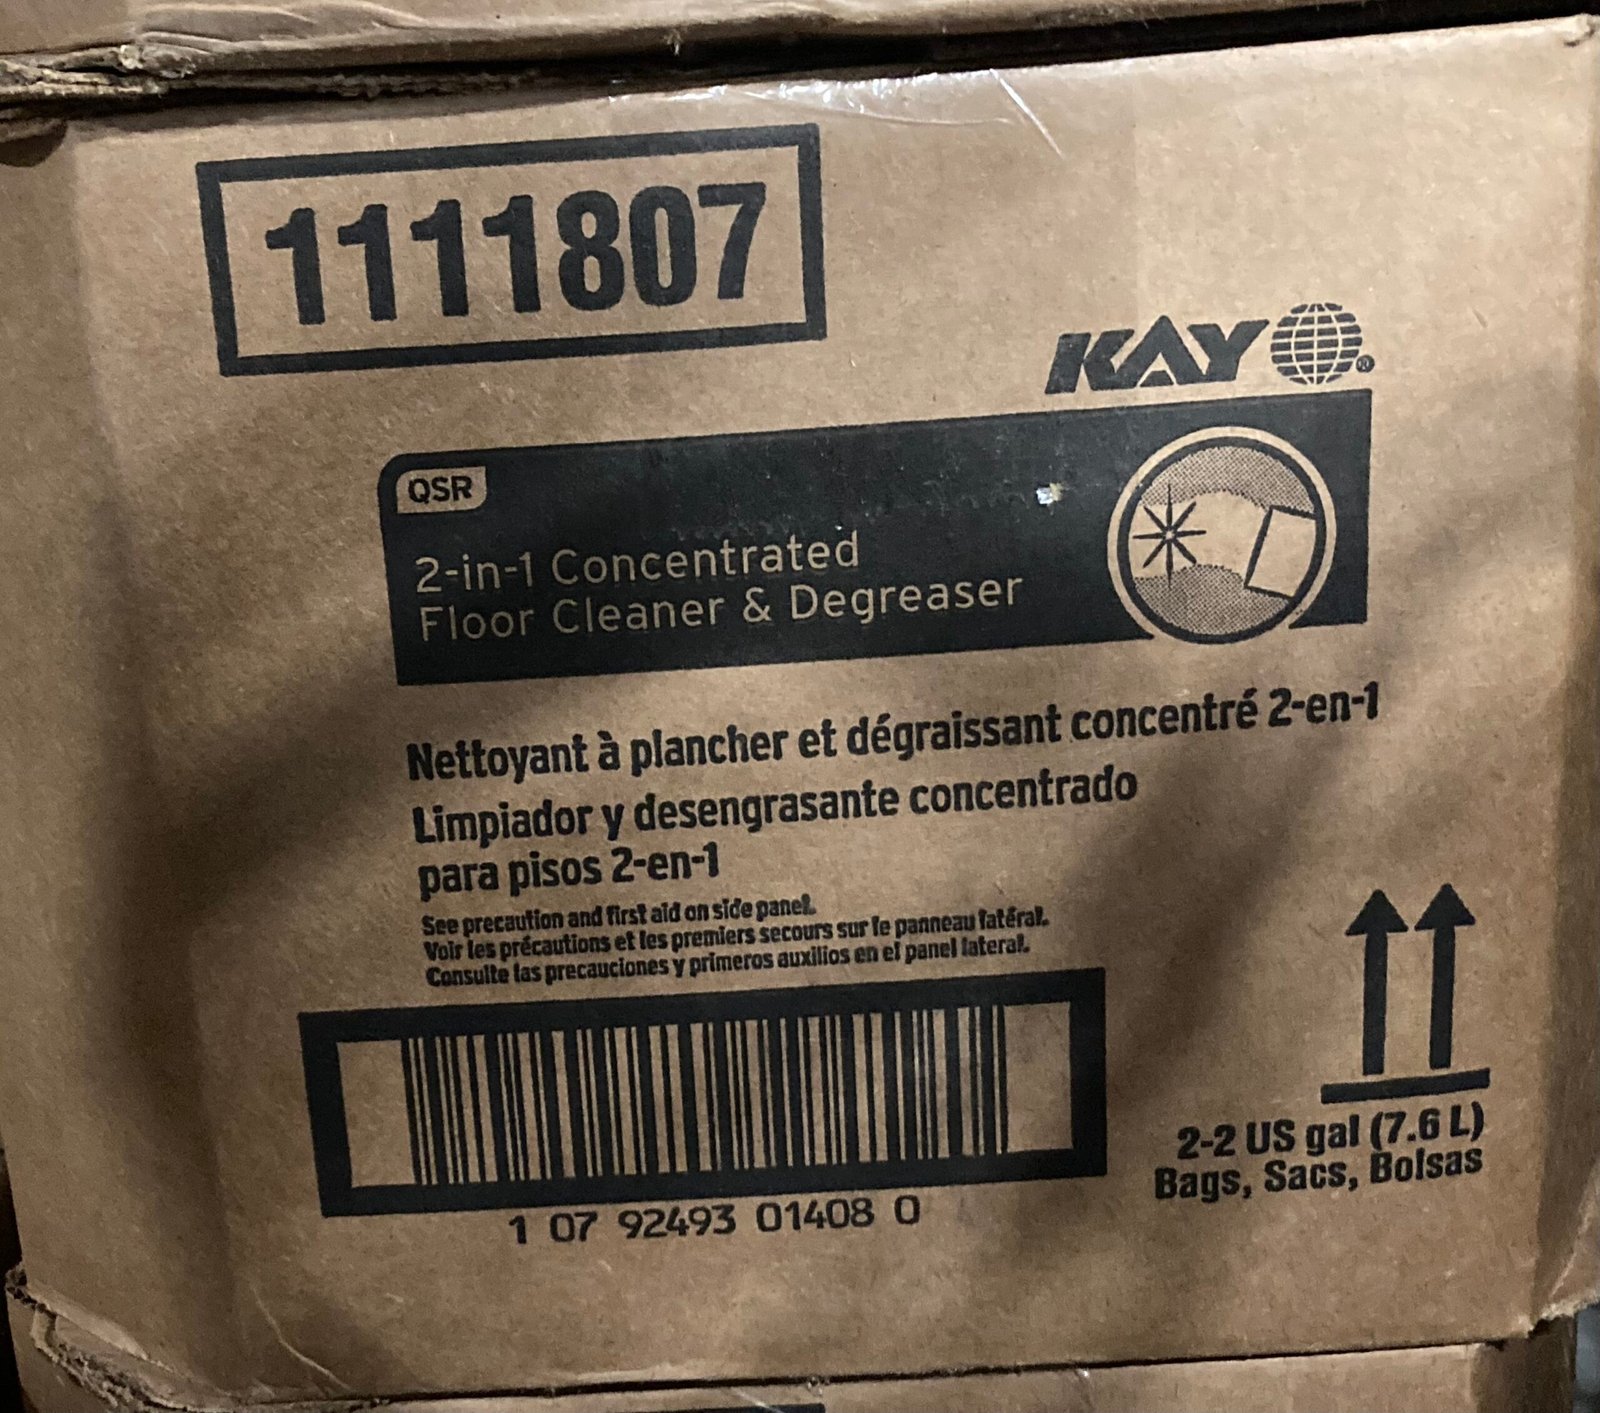 1111807
KAY ®
QSR
2-in-1 Concentrated
Floor Cleaner & Degreaser
Nettoyant à plancher et dégraissant concentré 2-en-1
Limpiador y desengrasante concentrado
para pisos 2-en-1
See precaution and first aid on side panel.
Voir les précautions et les premiers secours sur le panneau latéral.
Consulte las precauciones y primeros auxilios en el panel lateral.
1 07 92493 01408 0
2-2 US gal (7.6 L)
Bags, Sacs, Bolsas